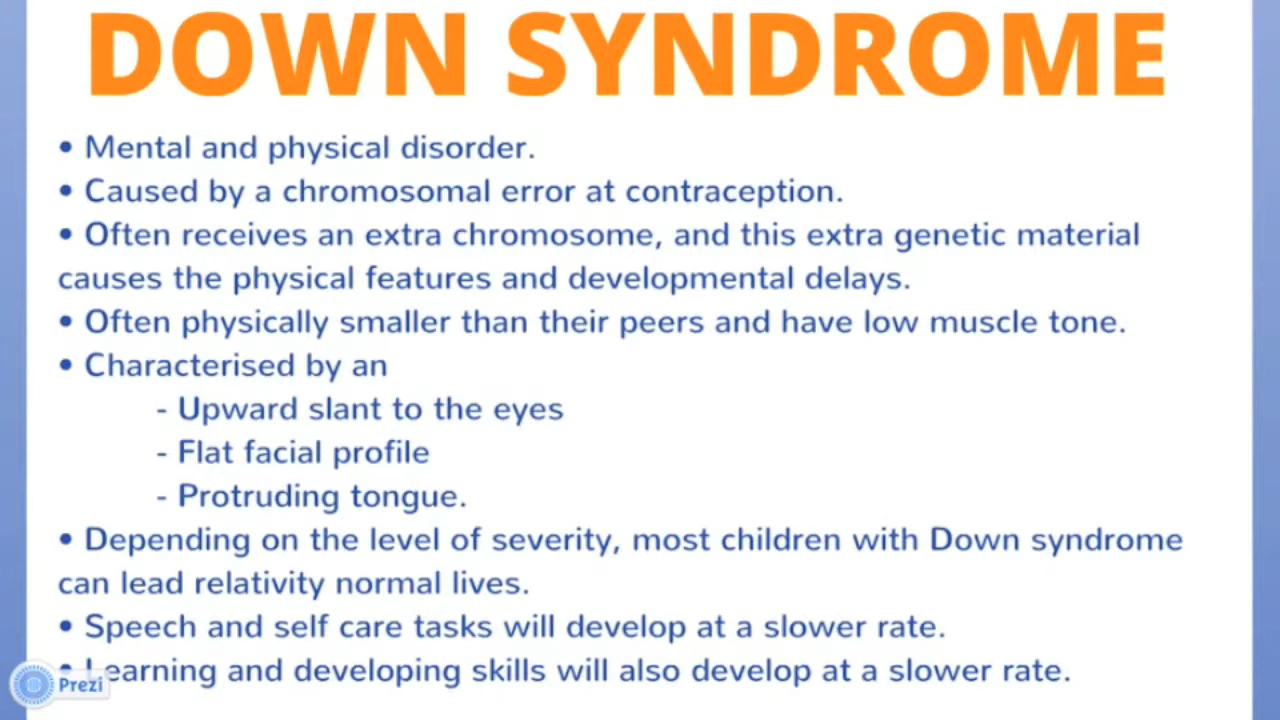 DOWN SYNDROME
• Mental and physical disorder.
• Caused by a chromosomal error at contraception.
• Often receives an extra chromosome, and this extra genetic material
causes the physical features and developmental delays.
• Often physically smaller than their peers and have low muscle tone.
• Characterised by an
- Upward slant to the eyes
- Flat facial profile
- Protruding tongue.
• Depending on the level of severity, most children with Down syndrome
can lead relativity normal lives.
• Speech and self care tasks will develop at a slower rate.
• Learning and developing skills will also develop at a slower rate.
Prezi